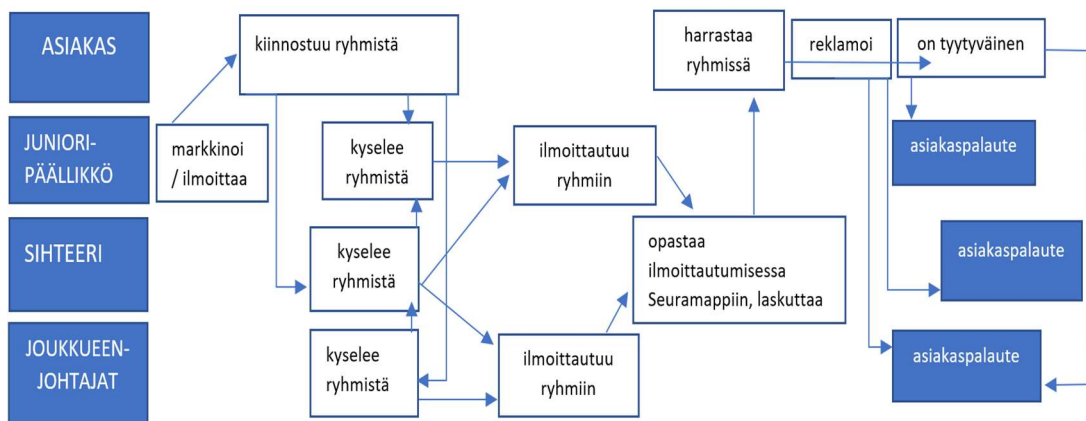 ASIAKAS
kiinnostuu ryhmistä
harrastaa
ryhmissä
reklamoi
on tyytyväinen
JUNIORI-
PÄÄLLIKKÖ
markkinoi
/ ilmoittaa
kyselee
ryhmistä
ilmoittautuu
ryhmiin
asiakaspalaute
SIHTEERI
kyselee
ryhmistä
opastaa
ilmoittautumisessa
Seuramappiin, laskuttaa
asiakaspalaute
JOUKKUEEN-
JOHTAJAT
kyselee
ryhmistä
ilmoittautuu
ryhmiin
asiakaspalaute